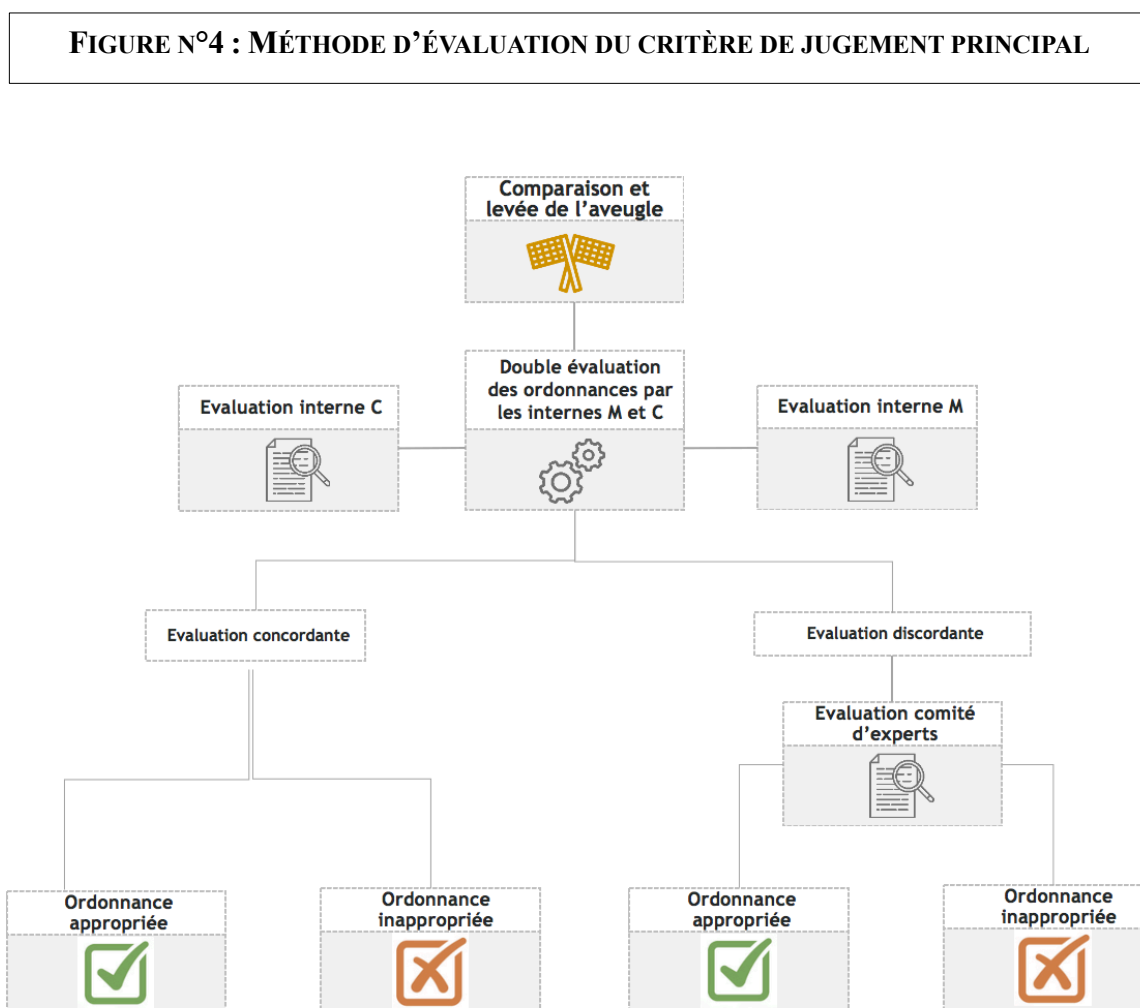 FIGURE N°4 : MÉTHODE D'ÉVALUATION DU CRITÈRE DE JUGEMENT PRINCIPAL
Comparaison et
levée de l'aveugle
Double évaluation
des ordonnances par
les internes M et C
Evaluation interne C
Evaluation interne M
Evaluation concordante
Evaluation discordante
Evaluation comité
d'experts
Ordonnance
appropriée
Ordonnance
inappropriée
Ordonnance
appropriée
Ordonnance
inappropriée